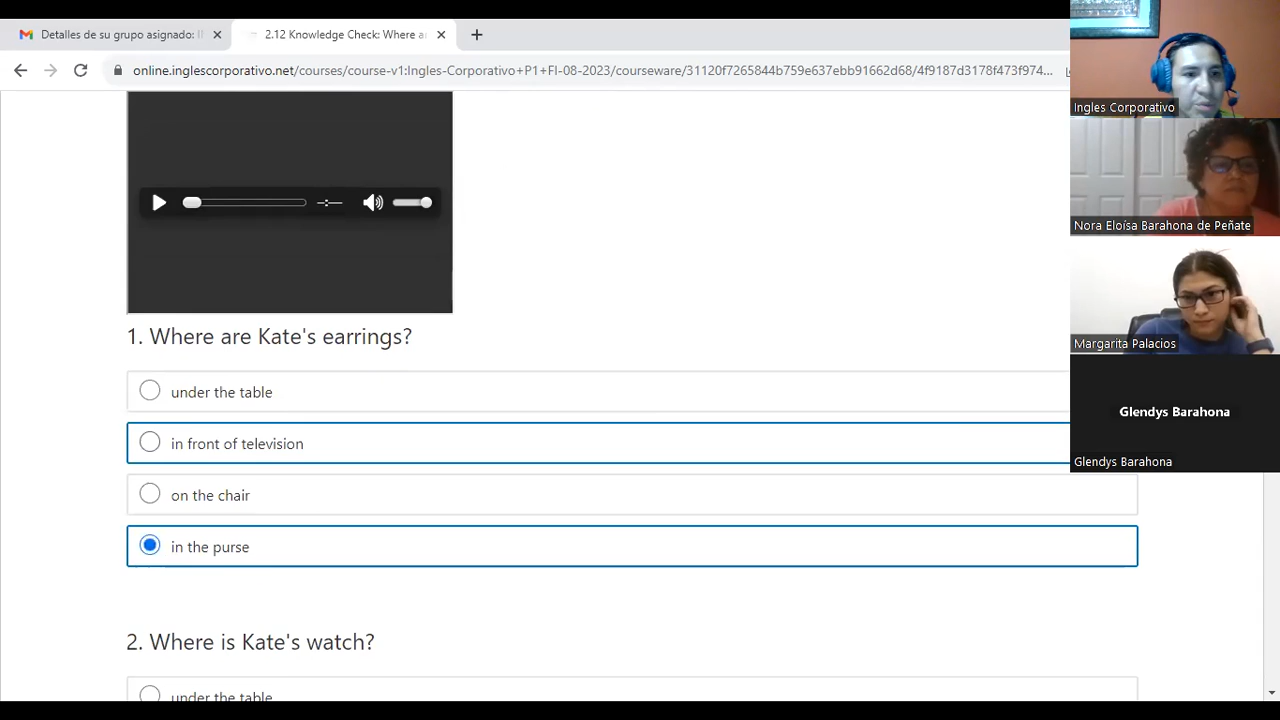 Detalles de su grupo asignado: I
2.12 Knowledge Check: Where a
online.inglescorporativo.net/courses/course-v1:Ingles-Corporativo+P1+FI-08-2023/courseware/31120f7265844b759e637ebb91662d68/4f9187d3178f473f974...
Ingles Corporativo
Nora Eloísa Barahona de Peñate
Margarita Palacios
Glendys Barahona
Glendys Barahona
1. Where are Kate's earrings?
under the table
in front of television
on the chair
in the purse
2. Where is Kate's watch?
under the table